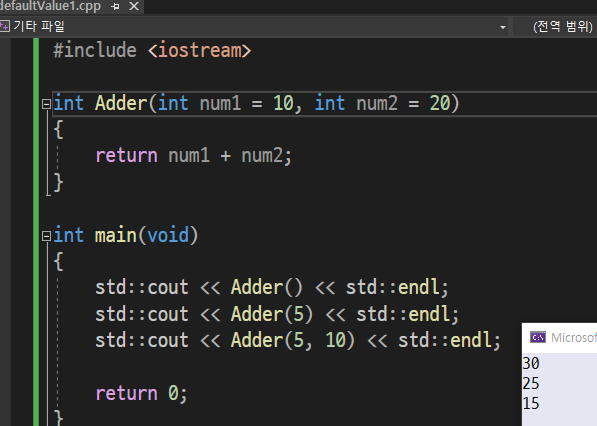 defaultValue1.cpp
기타 파일
(전역 범위)
#include <iostream>
int Adder(int num1 = 10, int num2 = 20)
{
return num1 + num2;
}
int main(void)
{
std::cout << Adder() << std::endl;
std::cout << Adder(5) << std::endl;
std::cout << Adder(5, 10) << std::endl;
return 0;
}
C:\ Microsof
30
25
15